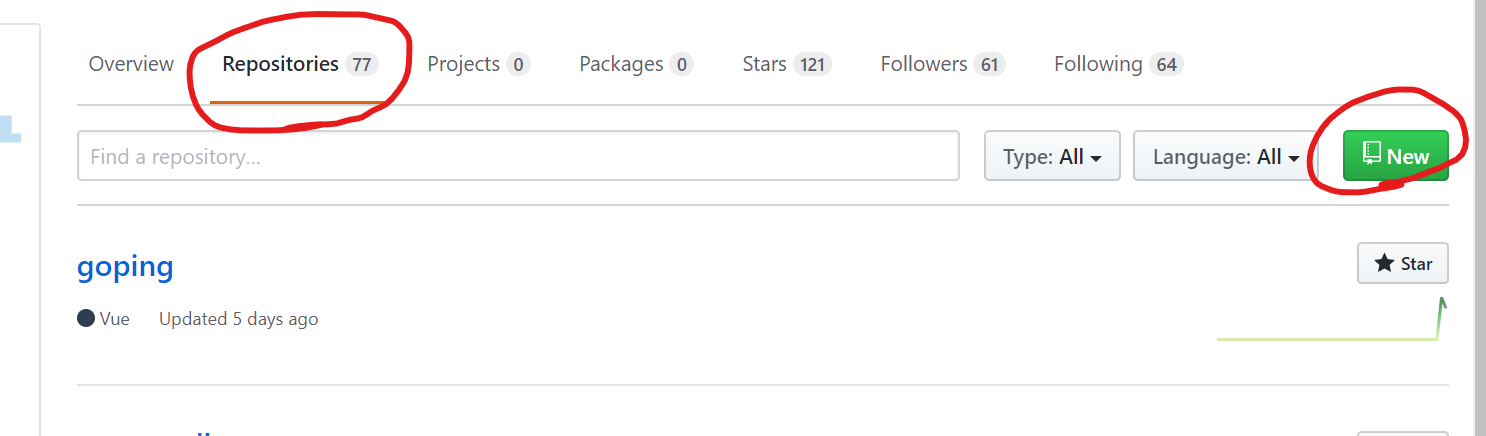 Overview Repositories 77 Projects 0 Packages 0 Stars 121 Followers 61 Following 64
Find a repository... Type: All Language: All New
goping Star
Vue Updated 5 days ago